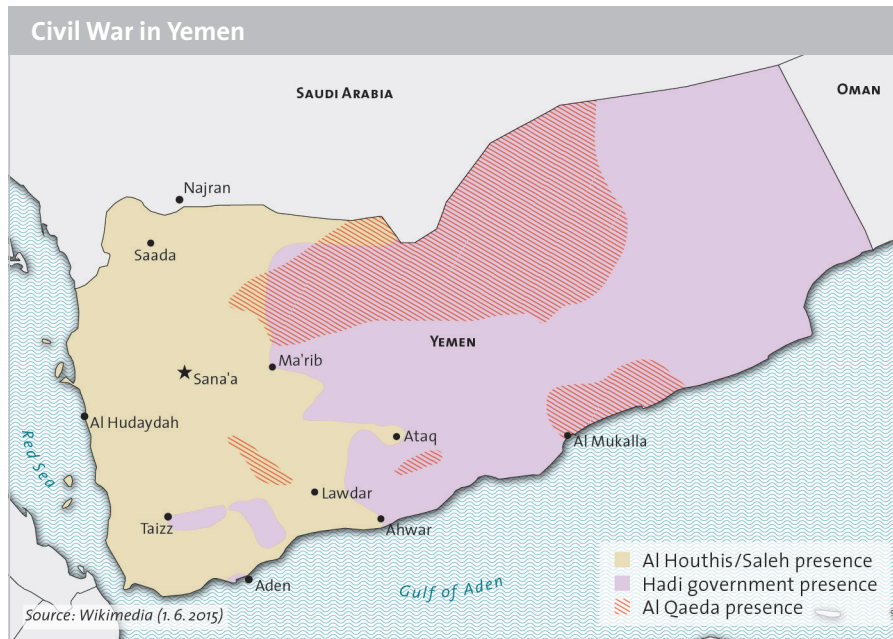 Civil War in Yemen
SAUDI ARABIA
OMAN
Najran
Saada
YEMEN
Ma'rib
Sana'a
Al Hudaydah
Ataq
Al Mukalla
Red Sea
Lawdar
Taizz
Ahwar
Aden
Gulf of Aden
Al Houthis/Saleh presence
Hadi government presence
Al Qaeda presence
Source: Wikimedia (1. 6. 2015)